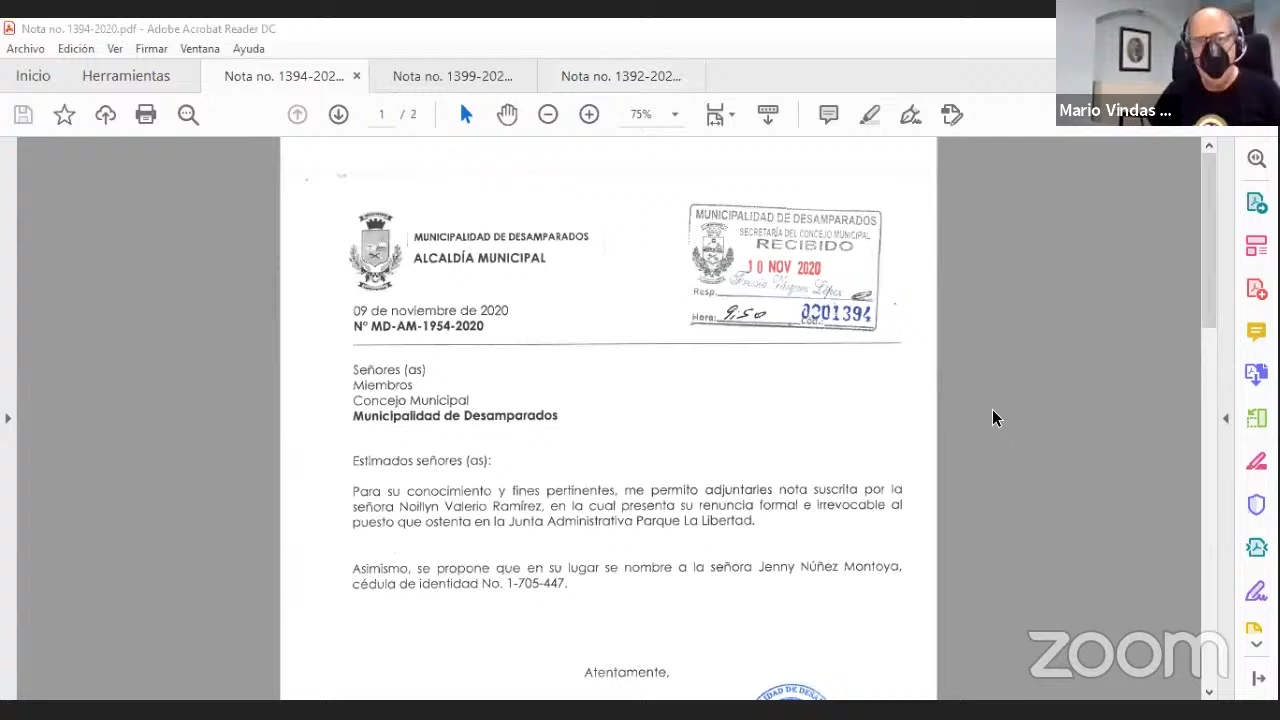 Nota no. 1394-2020.pdf - Adobe Acrobat Reader DC
Archivo Edición Ver Firmar Ventana Ayuda
Inicio Herramientas Nota no. 1394-202... × Nota no. 1399-202... Nota no. 1392-202...
1 / 2 75%
Mario Vindas ...
MUNICIPALIDAD DE DESAMPARADOS
ALCALDÍA MUNICIPAL
MUNICIPALIDAD DE DESAMPARADOS
SECRETARÍA DEL CONCEJO MUNICIPAL
RECIBIDO
10 NOV 2020
Resp.
Hora: 9:50 0201394
09 de noviembre de 2020
N° MD-AM-1954-2020
Señores (as)
Miembros
Concejo Municipal
Municipalidad de Desamparados
Estimados señores (as):
Para su conocimiento y fines pertinentes, me permito adjuntarles nota suscrita por la
señora Noillyn Valerio Ramírez, en la cual presenta su renuncia formal e irrevocable al
puesto que ostenta en la Junta Administrativa Parque La Libertad.
Asimismo, se propone que en su lugar se nombre a la señora Jenny Núñez Montoya,
cédula de identidad No. 1-705-447.
Atentamente,
zoom